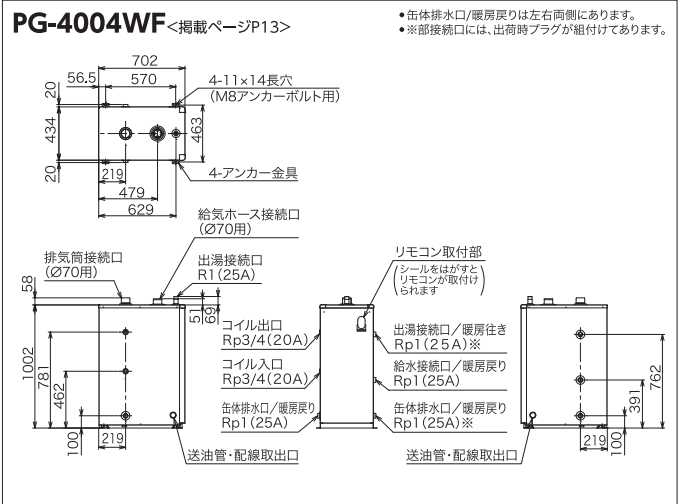 PG-4004WF<掲載ページP13>
•缶体排水口/暖房戻りは左右両側にあります。
•※部接続口には、出荷時プラグが組付けてあります。
702
56.5
570
4-11×14長穴
(M8アンカーボルト用)
20
434
20
463
219
4-アンカー金具
479
629
給気ホース接続口
(Ø70用)
排気筒接続口
(Ø70用)
出湯接続口
R1(25A)
リモコン取付部
(シールをはがすと
リモコンが取付け
られます)
58
51
69
1002
781
462
100
219
コイル出口
Rp3/4(20A)
コイル入口
Rp3/4(20A)
缶体排水口/暖房戻り
Rp1(25A)
出湯接続口/暖房往き
Rp1(25A)※
給水接続口/暖房戻り
Rp1(25A)
缶体排水口/暖房戻り
Rp1(25A)※
762
391
100
219
送油管・配線取出口
送油管・配線取出口